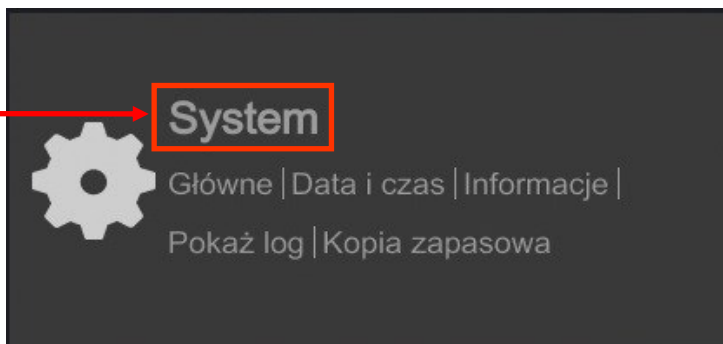 System
Główne | Data i czas | Informacje |
Pokaż log | Kopia zapasowa